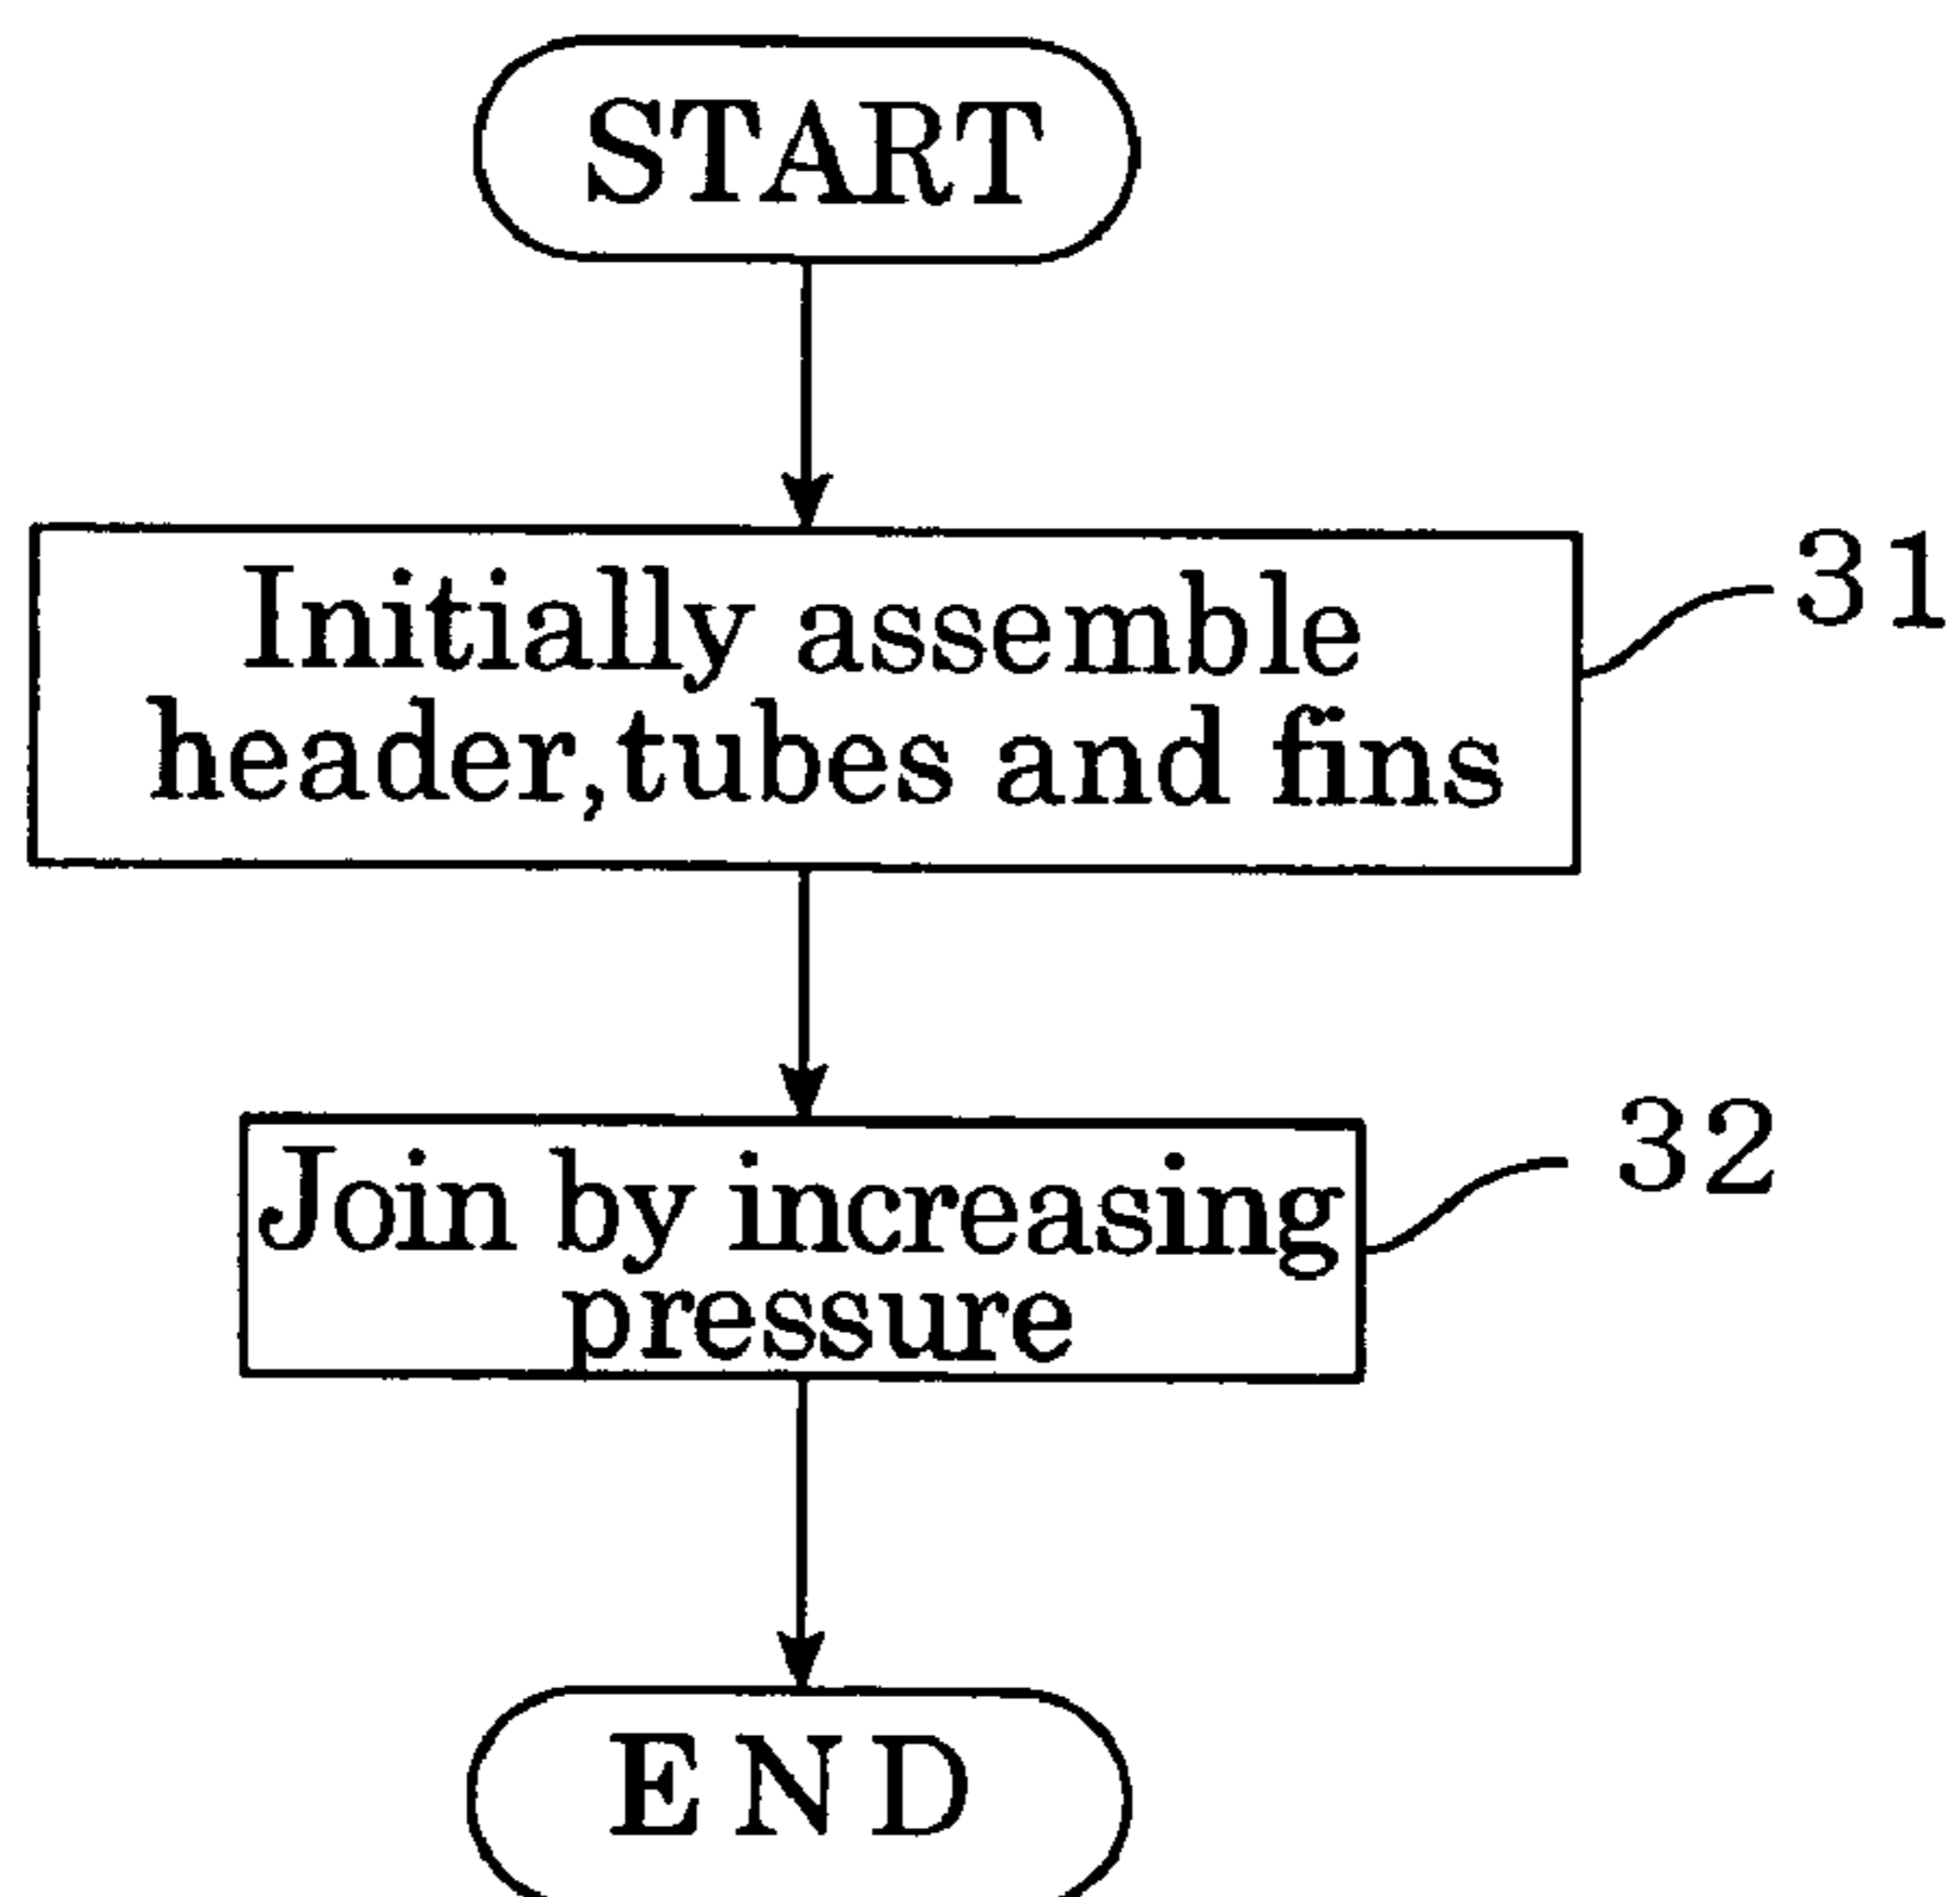 START
Initially assemble
header,tubes and fins
31
Join by increasing
pressure
32
END